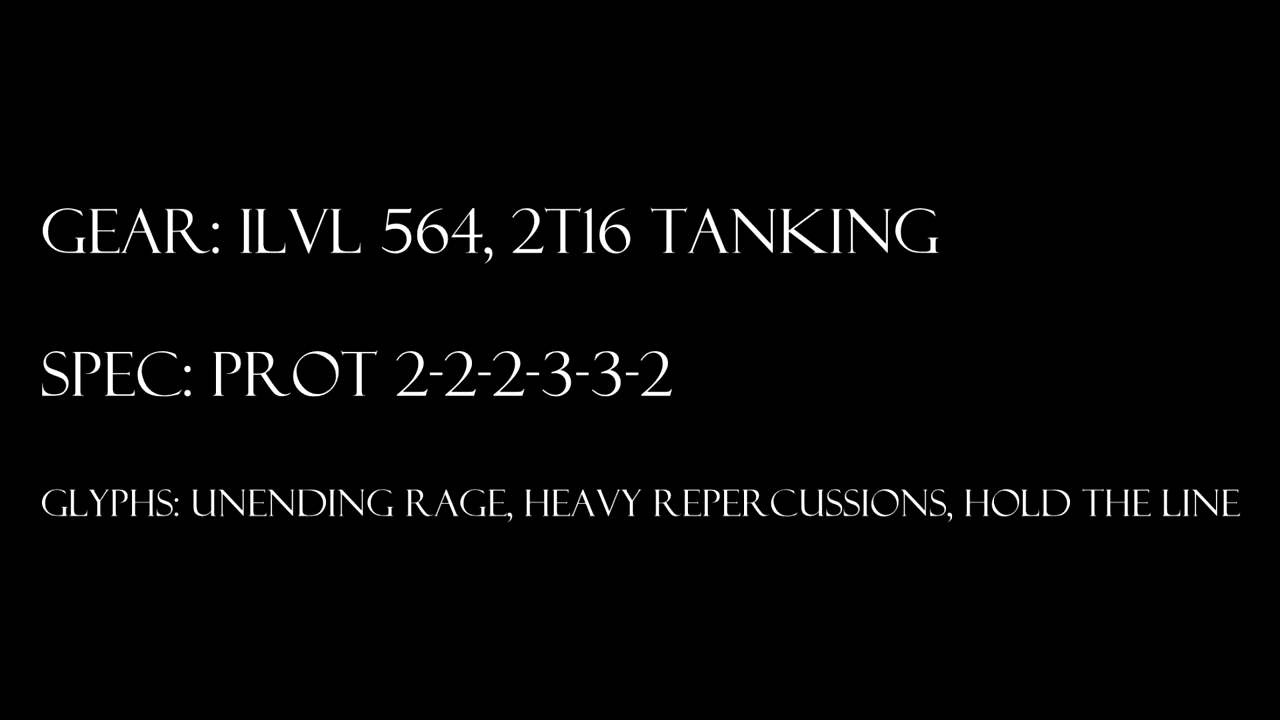 GEAR: ILVL 564, 2T16 TANKING
SPEC: PROT 2-2-2-3-3-2
GLYPHS: UNENDING RAGE, HEAVY REPERCUSSIONS, HOLD THE LINE